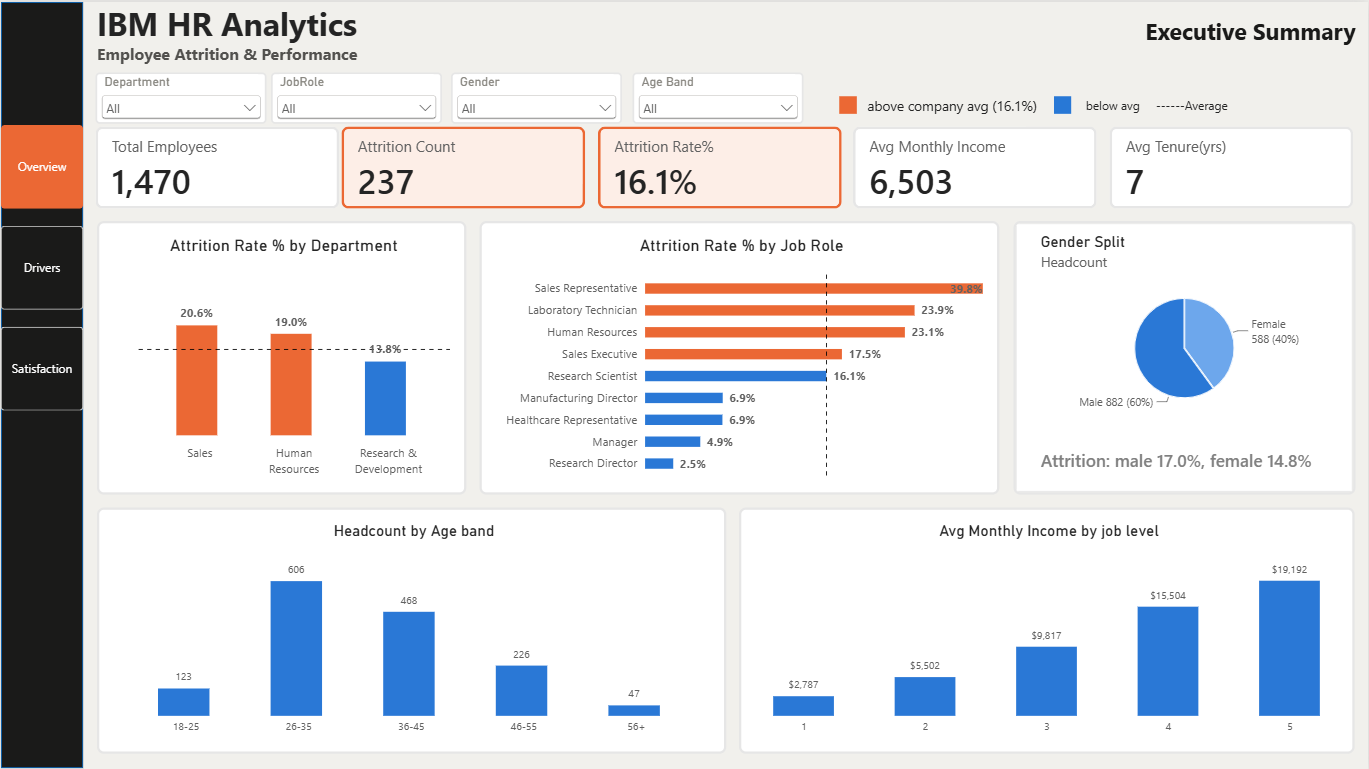 IBM HR Analytics
Employee Attrition & Performance
Executive Summary
Department
All
JobRole
All
Gender
All
Age Band
All
above company avg (16.1%)
below avg
------Average
Overview
Drivers
Satisfaction
Total Employees
1,470
Attrition Count
237
Attrition Rate%
16.1%
Avg Monthly Income
6,503
Avg Tenure(yrs)
7
Attrition Rate % by Department
20.6%
19.0%
13.8%
Sales
Human
Resources
Research &
Development
Attrition Rate % by Job Role
Sales Representative 39.8%
Laboratory Technician 23.9%
Human Resources 23.1%
Sales Executive 17.5%
Research Scientist 16.1%
Manufacturing Director 6.9%
Healthcare Representative 6.9%
Manager 4.9%
Research Director 2.5%
Gender Split
Headcount
Female
588 (40%)
Male 882 (60%)
Attrition: male 17.0%, female 14.8%
Headcount by Age band
123
606
468
226
47
18-25
26-35
36-45
46-55
56+
Avg Monthly Income by job level
$2,787
$5,502
$9,817
$15,504
$19,192
1
2
3
4
5